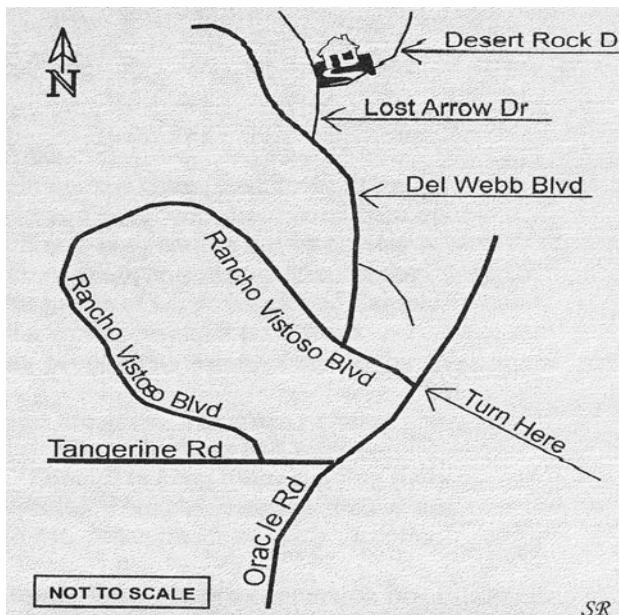 Desert Rock D
N
Lost Arrow Dr
Del Webb Blvd
Rancho Vistoso Blvd
Rancho Vistoso Blvd
Turn Here
Tangerine Rd
Oracle Rd
NOT TO SCALE
SR